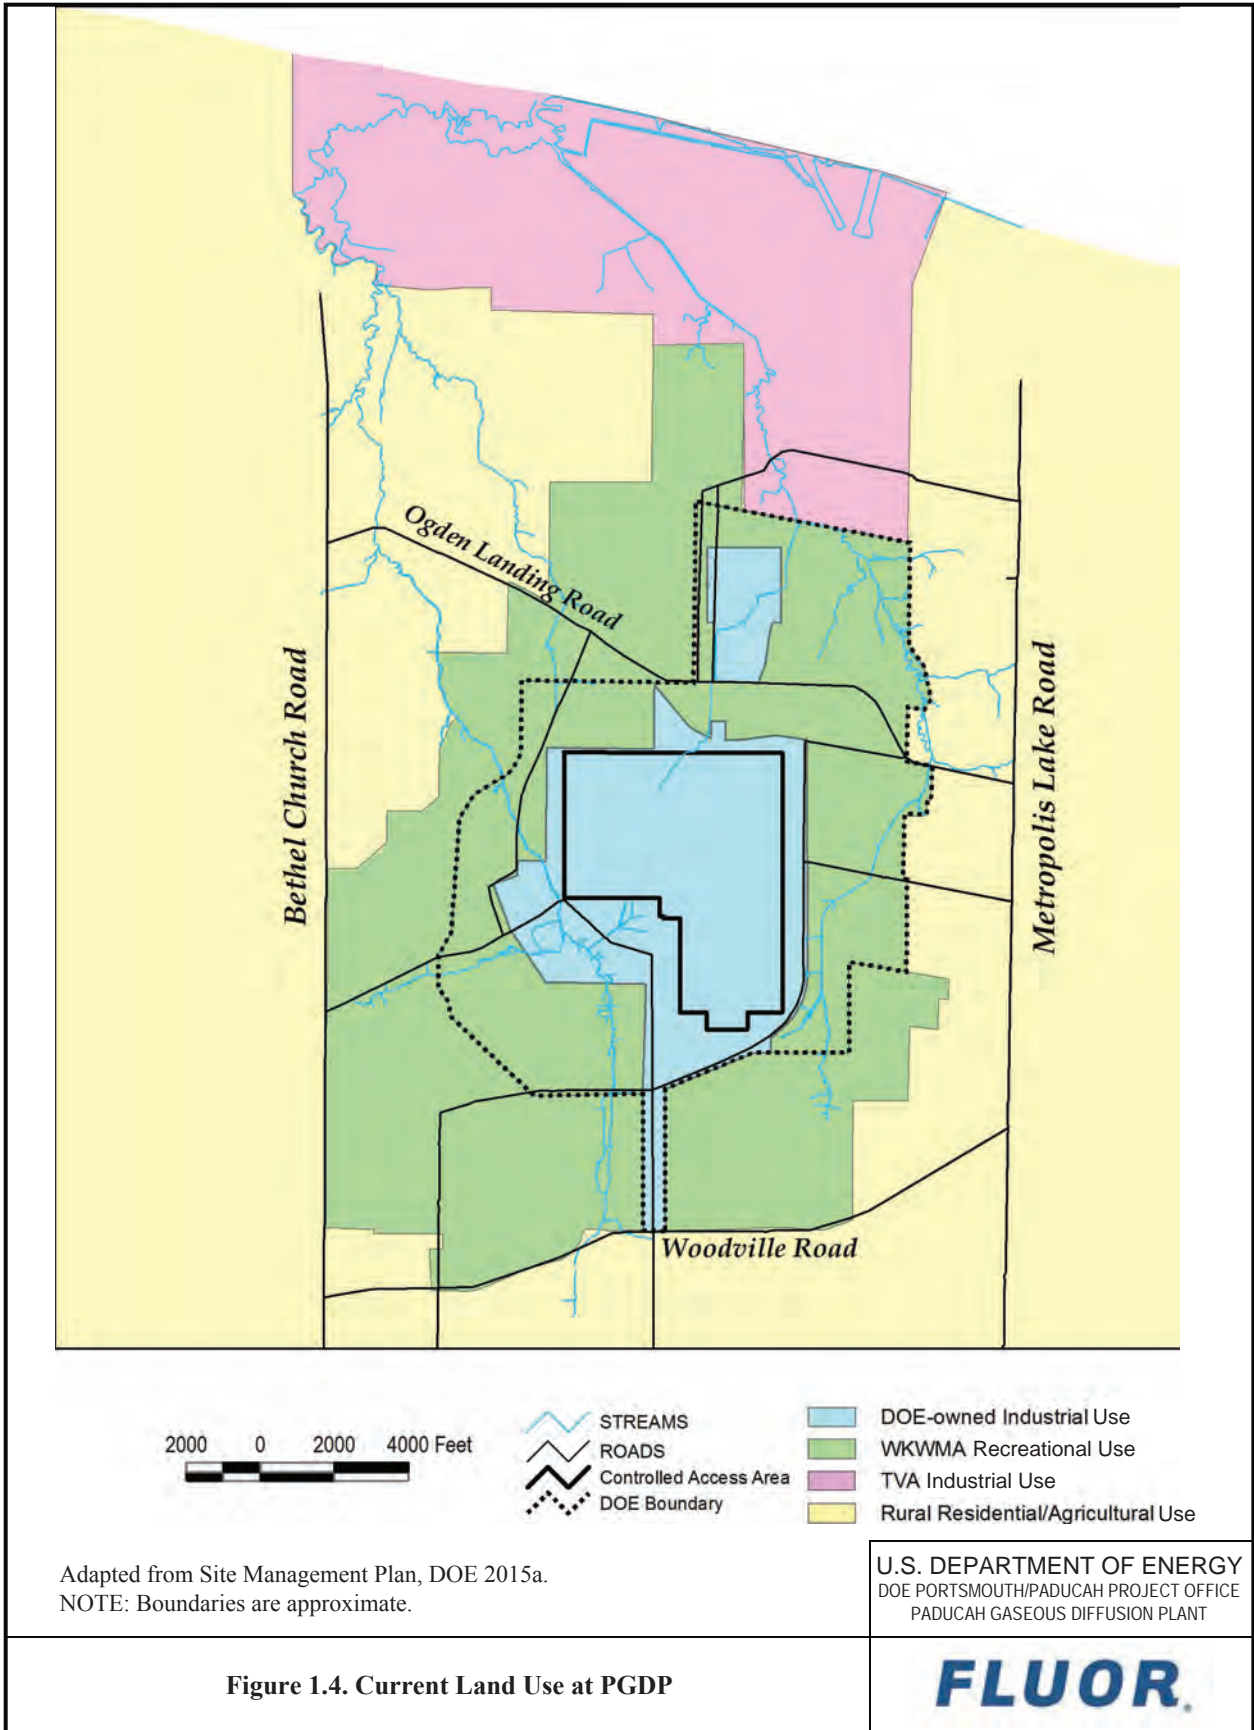 Ogden Landing Road
Bethel Church Road
Metropolis Lake Road
Woodville Road
2000 0 2000 4000 Feet
STREAMS
ROADS
Controlled Access Area
DOE Boundary
DOE-owned Industrial Use
WKWMA Recreational Use
TVA Industrial Use
Rural Residential/Agricultural Use
Adapted from Site Management Plan, DOE 2015a.
NOTE: Boundaries are approximate.
U.S. DEPARTMENT OF ENERGY
DOE PORTSMOUTH/PADUCAH PROJECT OFFICE
PADUCAH GASEOUS DIFFUSION PLANT
Figure 1.4. Current Land Use at PGDP
FLUOR.